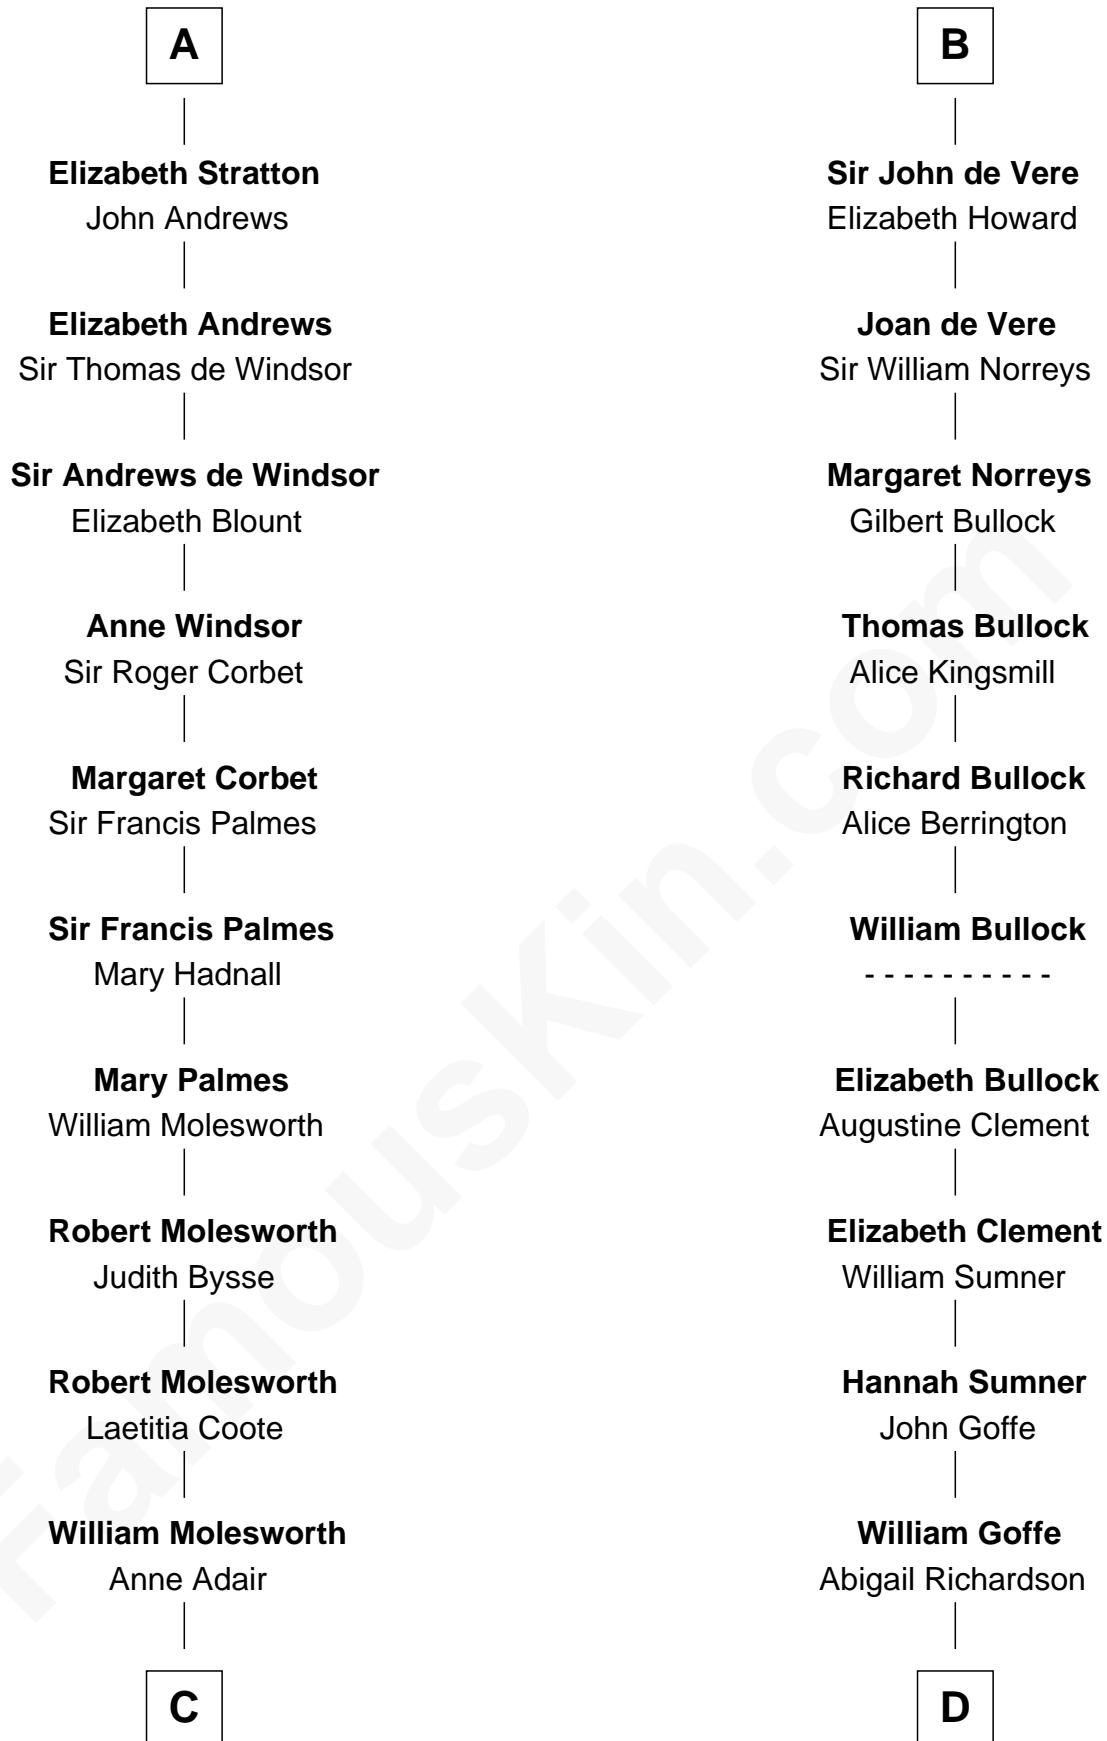 A
Elizabeth Stratton
John Andrews
Elizabeth Andrews
Sir Thomas de Windsor
Sir Andrews de Windsor
Elizabeth Blount
Anne Windsor
Sir Roger Corbet
Margaret Corbet
Sir Francis Palmes
Sir Francis Palmes
Mary Hadnall
Mary Palmes
William Molesworth
Robert Molesworth
Judith Bysse
Robert Molesworth
Laetitia Coote
William Molesworth
Anne Adair
C
B
Sir John de Vere
Elizabeth Howard
Joan de Vere
Sir William Norreys
Margaret Norreys
Gilbert Bullock
Thomas Bullock
Alice Kingsmill
Richard Bullock
Alice Berrington
William Bullock
- - - - - - - - - -
Elizabeth Bullock
Augustine Clement
Elizabeth Clement
William Sumner
Hannah Sumner
John Goffe
William Goffe
Abigail Richardson
D
FamousKin.com